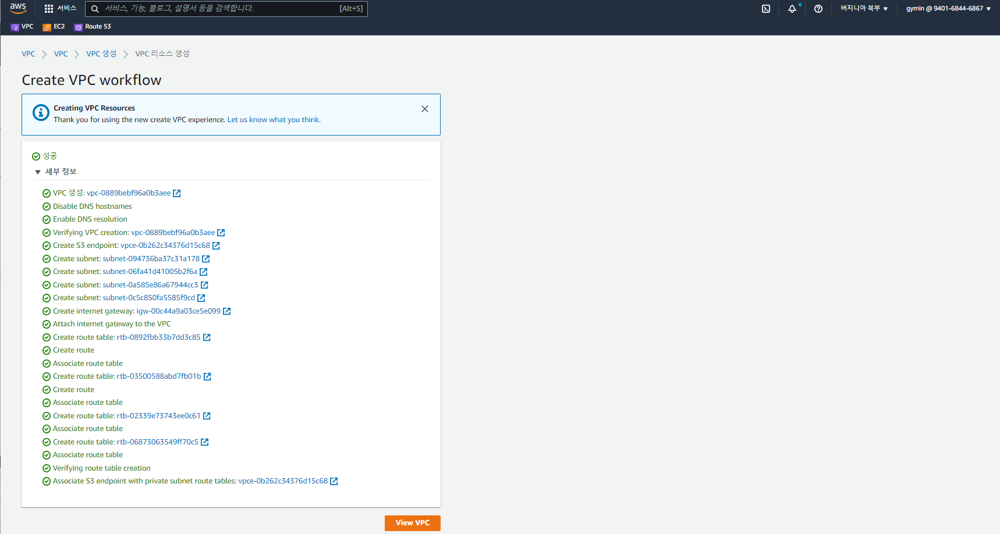 aws 서비스 서비스, 기능, 블로그, 설명서 등을 검색합니다. [Alt+S] 버지니아 북부 ▼ gymin @ 9401-6844-6867 ▼
VPC EC2 Route 53
VPC > VPC > VPC 생성 > VPC 리소스 생성
Create VPC workflow
Creating VPC Resources
Thank you for using the new create VPC experience. Let us know what you think.
성공
▼ 세부 정보
VPC 생성: vpc-0889bebf96a0b3aee
Disable DNS hostnames
Enable DNS resolution
Verifying VPC creation: vpc-0889bebf96a0b3aee
Create S3 endpoint: vpce-0b262c34376d15c68
Create subnet: subnet-094736ba37c31a178
Create subnet: subnet-06fa41d41005b2f6a
Create subnet: subnet-0a585e86a67944cc3
Create subnet: subnet-0c5c850fa5585f9cd
Create internet gateway: igw-00c44a9a03ce5e099
Attach internet gateway to the VPC
Create route table: rtb-0892fbb33b7dd3c85
Create route
Associate route table
Create route table: rtb-03500588abd7fb01b
Create route
Associate route table
Create route table: rtb-02339e73743ee0c61
Associate route table
Create route table: rtb-06873063549ff70c5
Associate route table
Verifying route table creation
Associate S3 endpoint with private subnet route tables: vpce-0b262c34376d15c68
View VPC